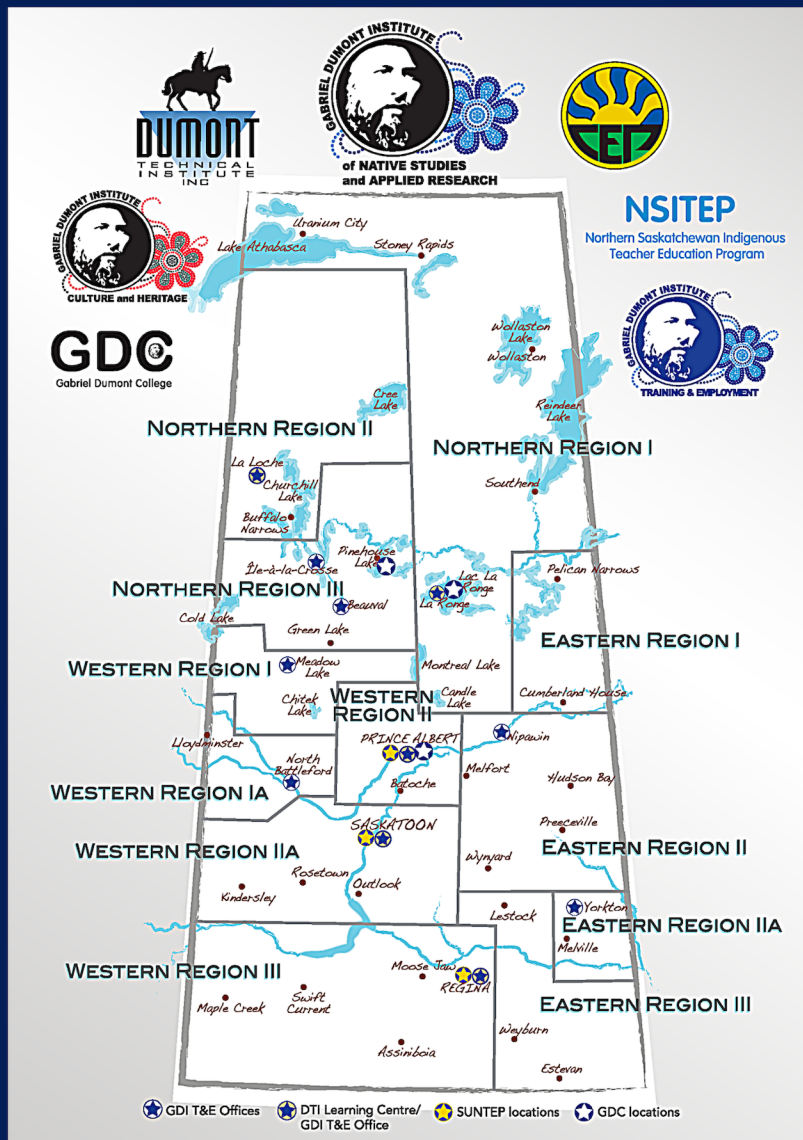 DUMONT
TECHNICAL
INSTITUTE
INC
GABRIEL DUMONT INSTITUTE
of NATIVE STUDIES
and APPLIED RESEARCH
GABRIEL DUMONT INSTITUTE
CULTURE and HERITAGE
GDC
Gabriel Dumont College
NSITEP
Northern Saskatchewan Indigenous
Teacher Education Program
GABRIEL DUMONT INSTITUTE
TRAINING & EMPLOYMENT
Uranium City
Lake Athabasca
Stoney Rapids
Wollaston
Lake
Wollaston
Cree
Lake
Reindeer
Lake
NORTHERN REGION II
NORTHERN REGION I
La Loche
Churchill
Lake
Southend
Buffalo
Narrows
Pinehouse
Lake
Île-à-la-Crosse
Lac La
Ronge
La Ronge
Pelican Narrows
NORTHERN REGION III
Beauval
Cold Lake
Green Lake
EASTERN REGION I
WESTERN REGION I
Meadow
Lake
Montreal Lake
Chitek
Lake
WESTERN
REGION II
Candle
Lake
Cumberland House
Lloydminster
PRINCE ALBERT
Nipawin
North
Battleford
Melfort
Hudson Bay
Batoche
WESTERN REGION IA
Preeceville
SASKATOON
WESTERN REGION IIA
EASTERN REGION II
Wynyard
Rosetown
Kindersley
Outlook
Lestock
Yorkton
EASTERN REGION IIA
Melville
WESTERN REGION III
Moose Jaw
REGINA
Maple Creek
Swift
Current
EASTERN REGION III
Weyburn
Assiniboia
Estevan
GDI T&E Offices
DTI Learning Centre/
GDI T&E Office
SUNTEP locations
GDC locations